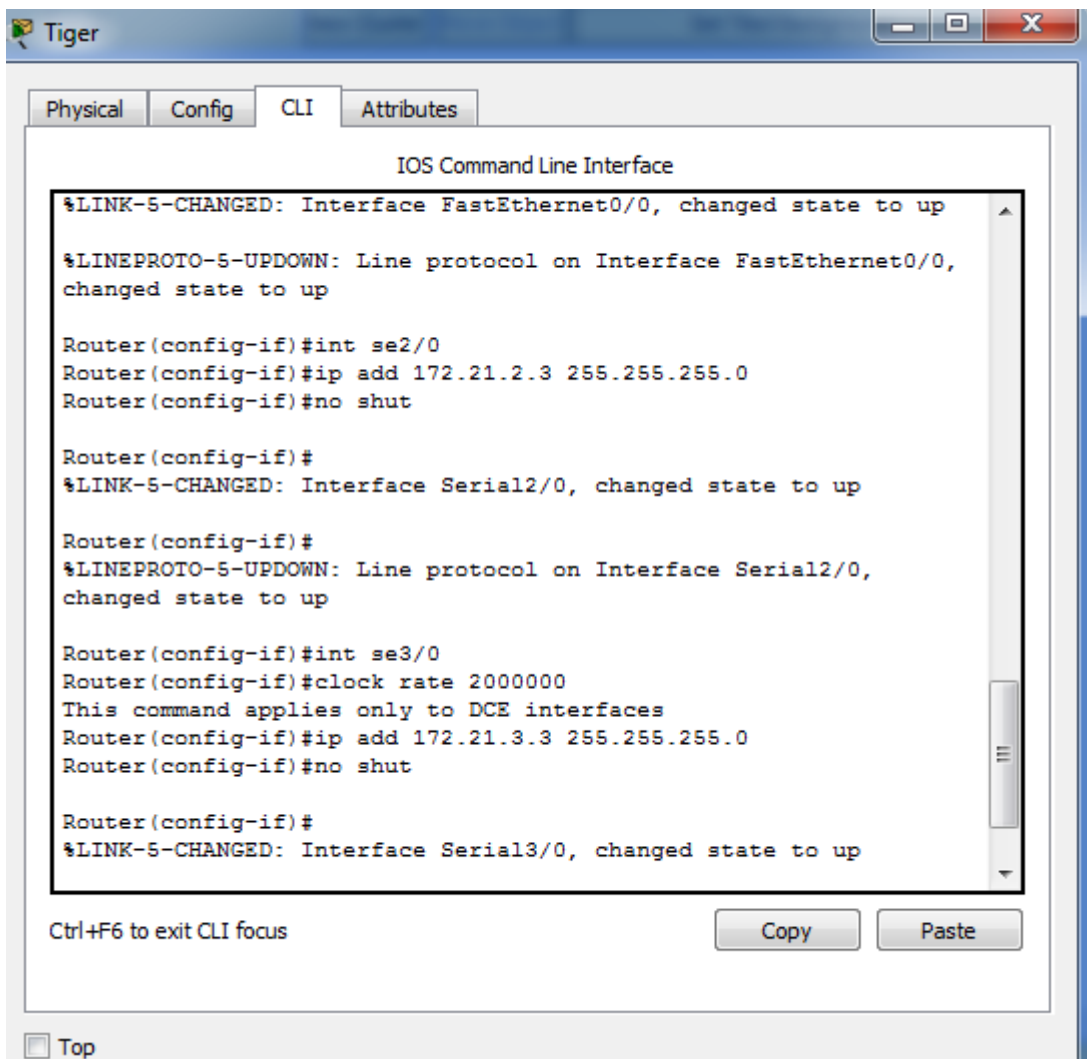 Tiger
Physical Config CLI Attributes
IOS Command Line Interface
%LINK-5-CHANGED: Interface FastEthernet0/0, changed state to up
%LINEPROTO-5-UPDOWN: Line protocol on Interface FastEthernet0/0,
changed state to up
Router(config-if)#int se2/0
Router(config-if)#ip add 172.21.2.3 255.255.255.0
Router(config-if)#no shut
Router(config-if)#
%LINK-5-CHANGED: Interface Serial2/0, changed state to up
Router(config-if)#
%LINEPROTO-5-UPDOWN: Line protocol on Interface Serial2/0,
changed state to up
Router(config-if)#int se3/0
Router(config-if)#clock rate 2000000
This command applies only to DCE interfaces
Router(config-if)#ip add 172.21.3.3 255.255.255.0
Router(config-if)#no shut
Router(config-if)#
%LINK-5-CHANGED: Interface Serial3/0, changed state to up
Ctrl+F6 to exit CLI focus
Copy Paste
Top